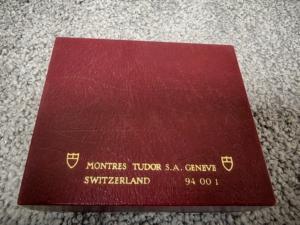 MONTRES TUDOR S.A. GENEVE
SWITZERLAND 94 00 1